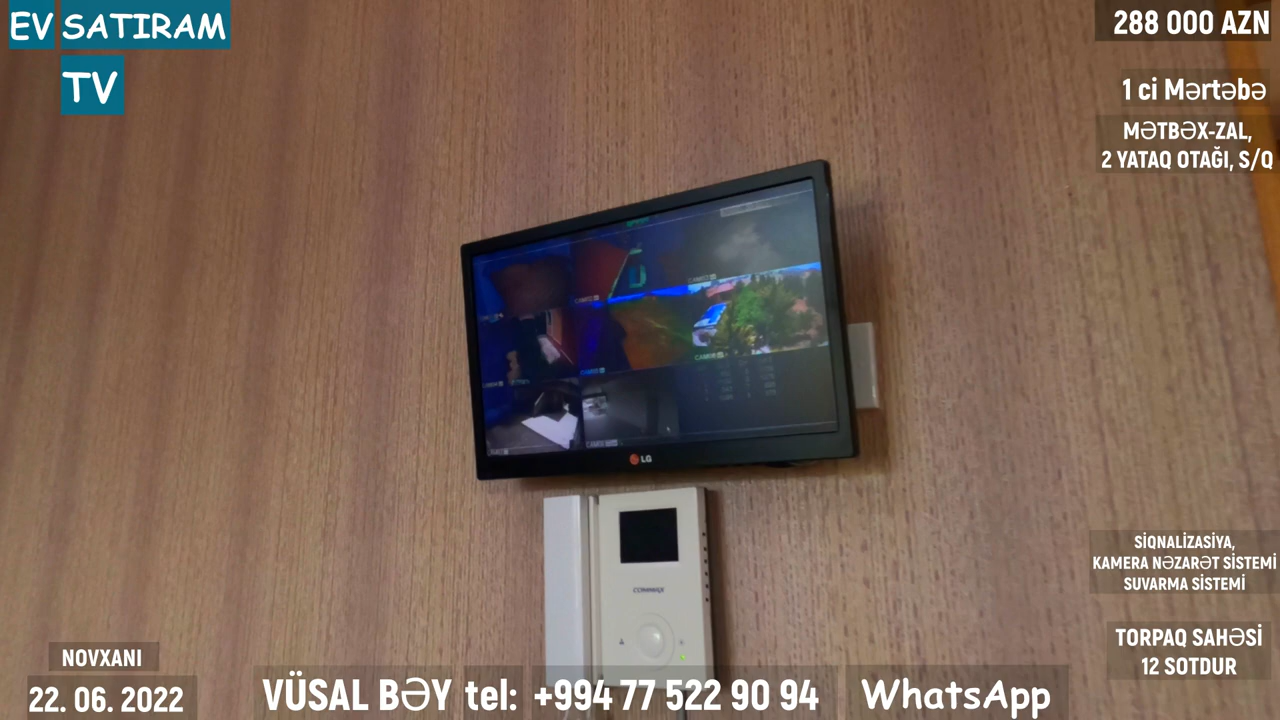 EV SATIRAM
TV
288 000 AZN
1 ci Mərtəbə
MƏTBƏX-ZAL,
2 YATAQ OTAĞI, S/Q
LG
COMMAX
SİQNALİZASİYA,
KAMERA NƏZARƏT SİSTEMİ
SUVARMA SİSTEMİ
TORPAQ SAHƏSİ
12 SOTDUR
NOVXANI
22. 06. 2022
VÜSAL BƏY tel: +994 77 522 90 94 WhatsApp